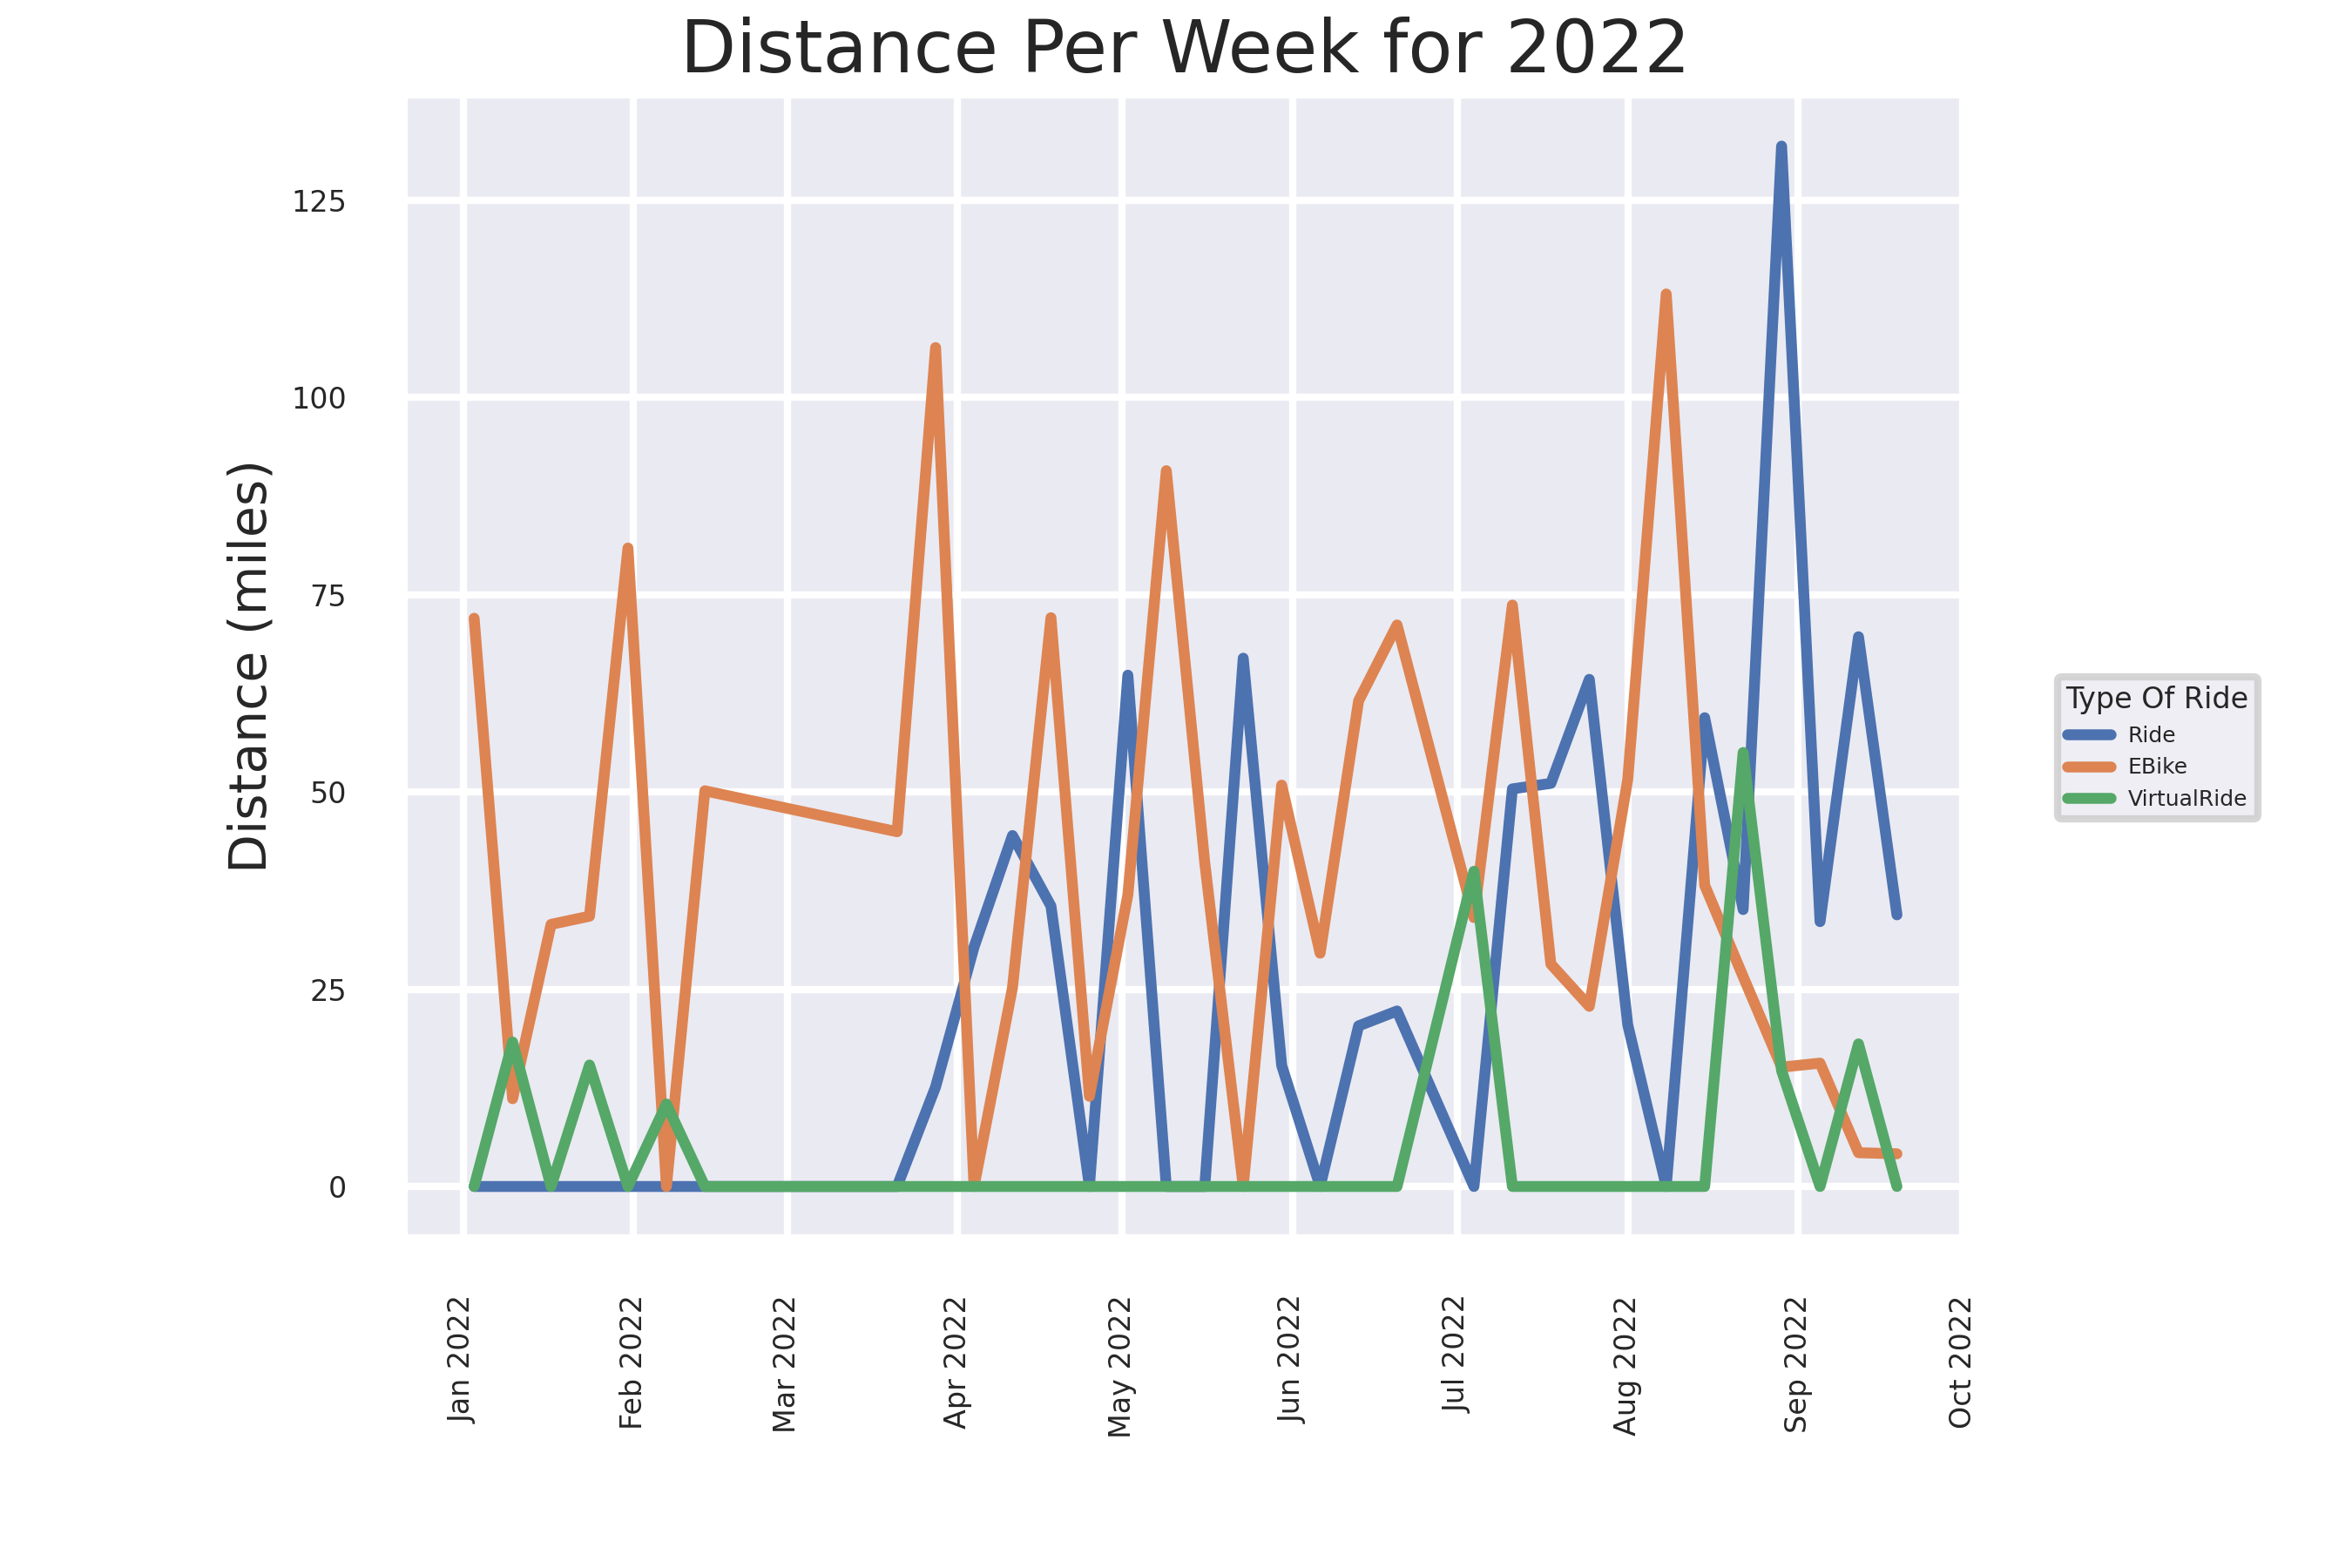 Distance Per Week for 2022
Distance (miles)
125
100
75
50
25
0
Jan 2022
Feb 2022
Mar 2022
Apr 2022
May 2022
Jun 2022
Jul 2022
Aug 2022
Sep 2022
Oct 2022
Type Of Ride
Ride
EBike
VirtualRide